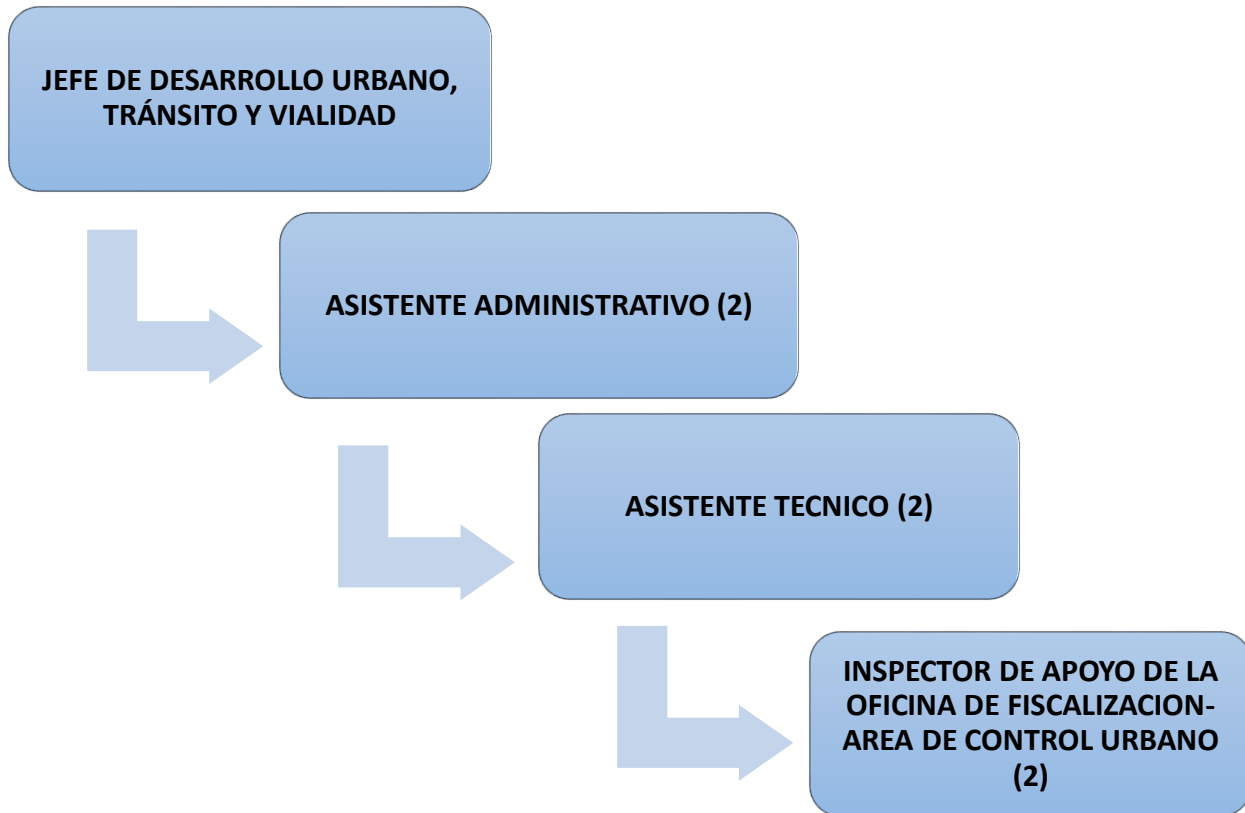 JEFE DE DESARROLLO URBANO,
TRÁNSITO Y VIALIDAD
ASISTENTE ADMINISTRATIVO (2)
ASISTENTE TECNICO (2)
INSPECTOR DE APOYO DE LA
OFICINA DE FISCALIZACION-
AREA DE CONTROL URBANO
(2)